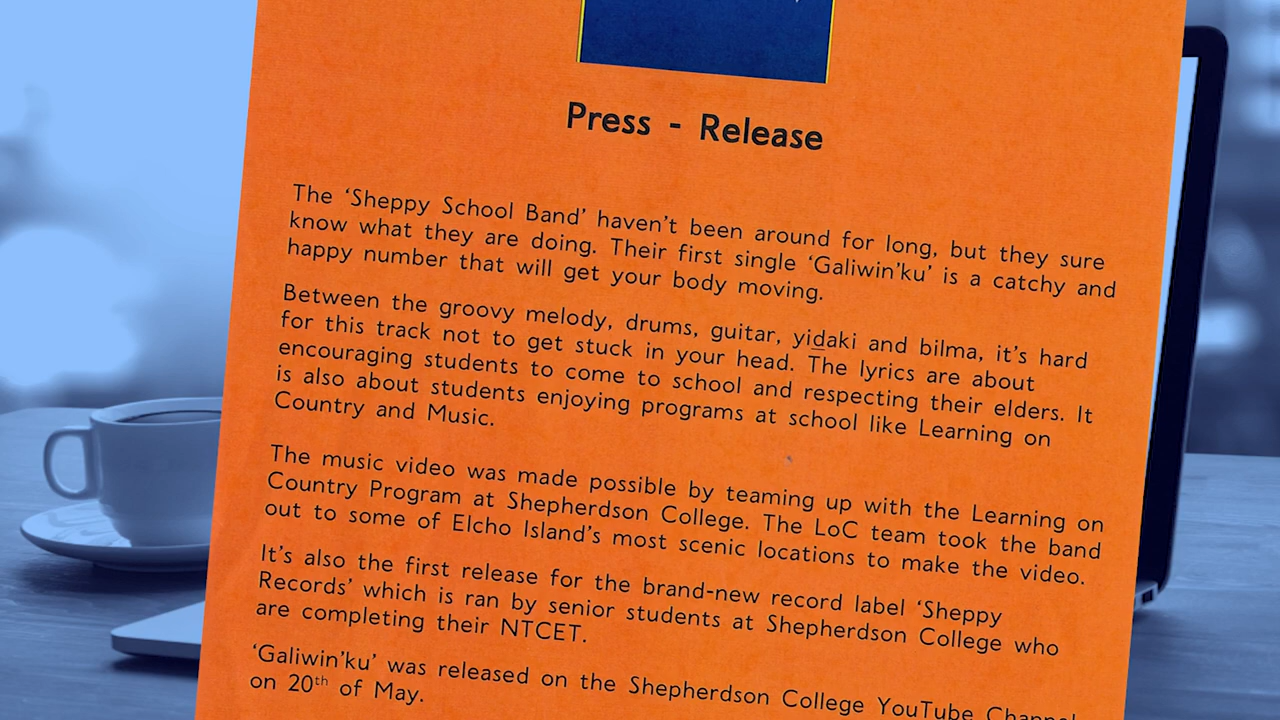 Press - Release
The ‘Sheppy School Band’ haven’t been around for long, but they sure
know what they are doing. Their first single ‘Galiwin’ku’ is a catchy and
happy number that will get your body moving.
Between the groovy melody, drums, guitar, yidaki and bilma, it’s hard
for this track not to get stuck in your head. The lyrics are about
encouraging students to come to school and respecting their elders. It
is also about students enjoying programs at school like Learning on
Country and Music.
The music video was made possible by teaming up with the Learning on
Country Program at Shepherdson College. The LoC team took the band
out to some of Elcho Island’s most scenic locations to make the video.
It’s also the first release for the brand-new record label ‘Sheppy
Records’ which is ran by senior students at Shepherdson College who
are completing their NTCET.
‘Galiwin’ku’ was released on the Shepherdson College YouTube Channel
on 20th of May.